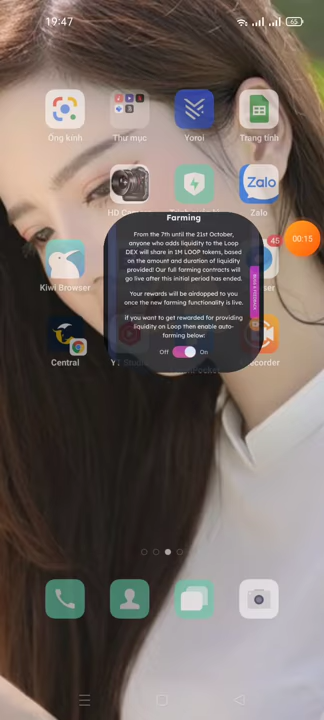 19:47
65
Ống kính
Thư mục
Yoroi
Trang tính
Zalo
Zalo
45
00:15
Kiwi Browser
Central
Farming
From the 7th until the 21st October,
anyone who adds liquidity to the Loop
DEX will share in 1M LOOP tokens, based
on the amount and duration of liquidity
provided! Our full farming contracts will
go live after this initial period has ended.
Your rewards will be airdropped to you
once the new farming functionality is live.
If you want to get rewarded for providing
liquidity on Loop then enable auto-
farming below:
Off
On